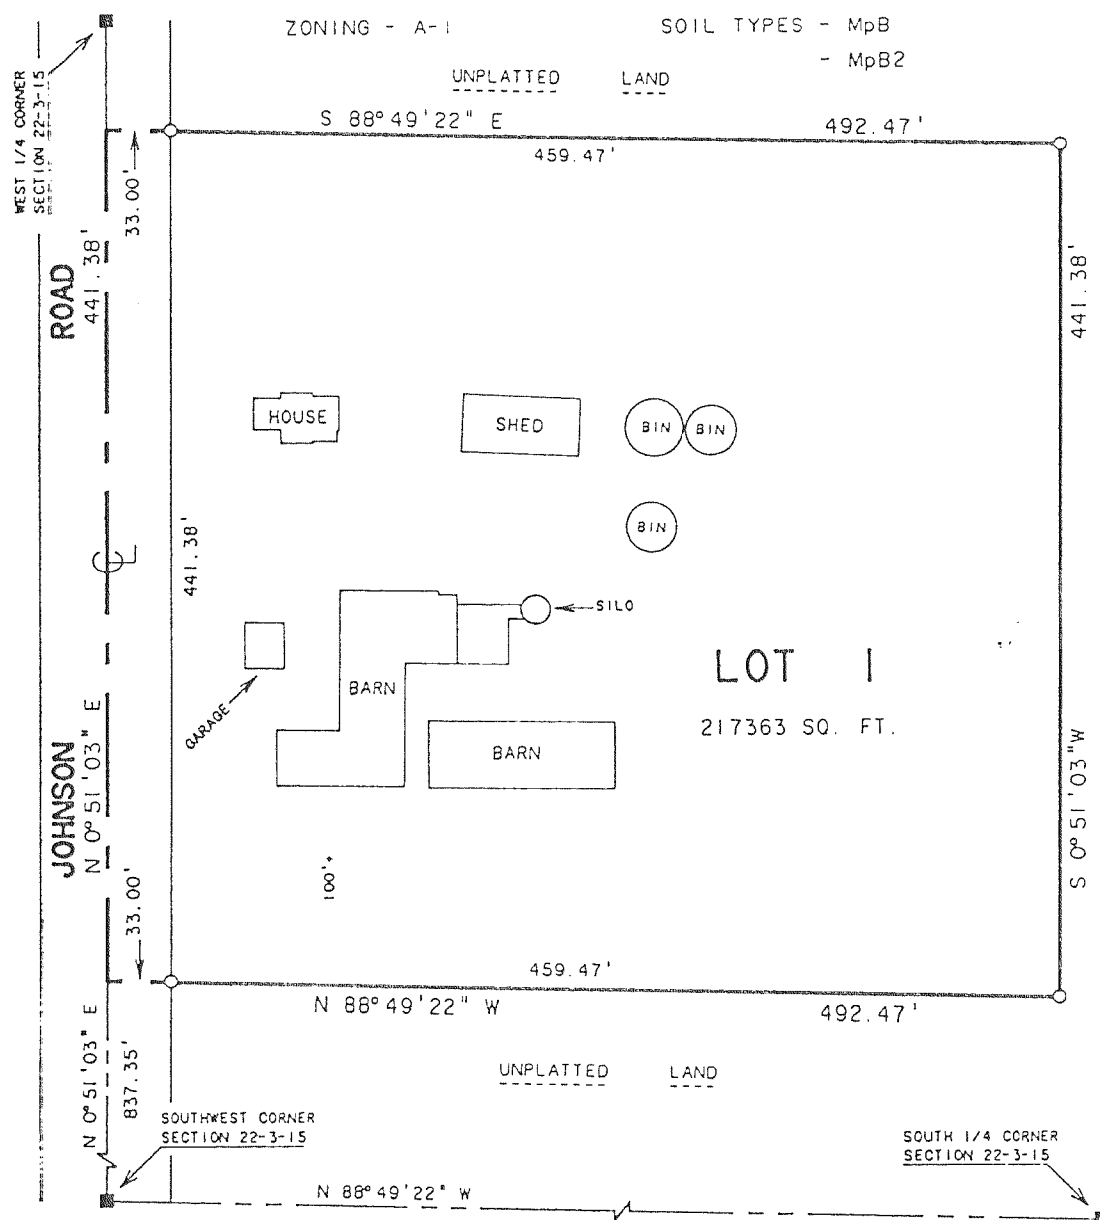 ZONING - A-1
SOIL TYPES - MpB
- MpB2
UNPLATTED LAND
WEST 1/4 CORNER
SECTION 22-3-15
S 88° 49' 22" E
492.47'
459.47'
33.00'
ROAD
441.38'
441.38'
HOUSE
SHED
BIN
BIN
BIN
441.38'
SILO
LOT 1
217363 SQ. FT.
BARN
GARAGE
BARN
JOHNSON
N 0° 51' 03" E
S 0° 51' 03" W
100'±
33.00'
459.47'
N 88° 49' 22" W
492.47'
N 0° 51' 03" E
837.35'
UNPLATTED LAND
SOUTHWEST CORNER
SECTION 22-3-15
SOUTH 1/4 CORNER
SECTION 22-3-15
N 88° 49' 22" W